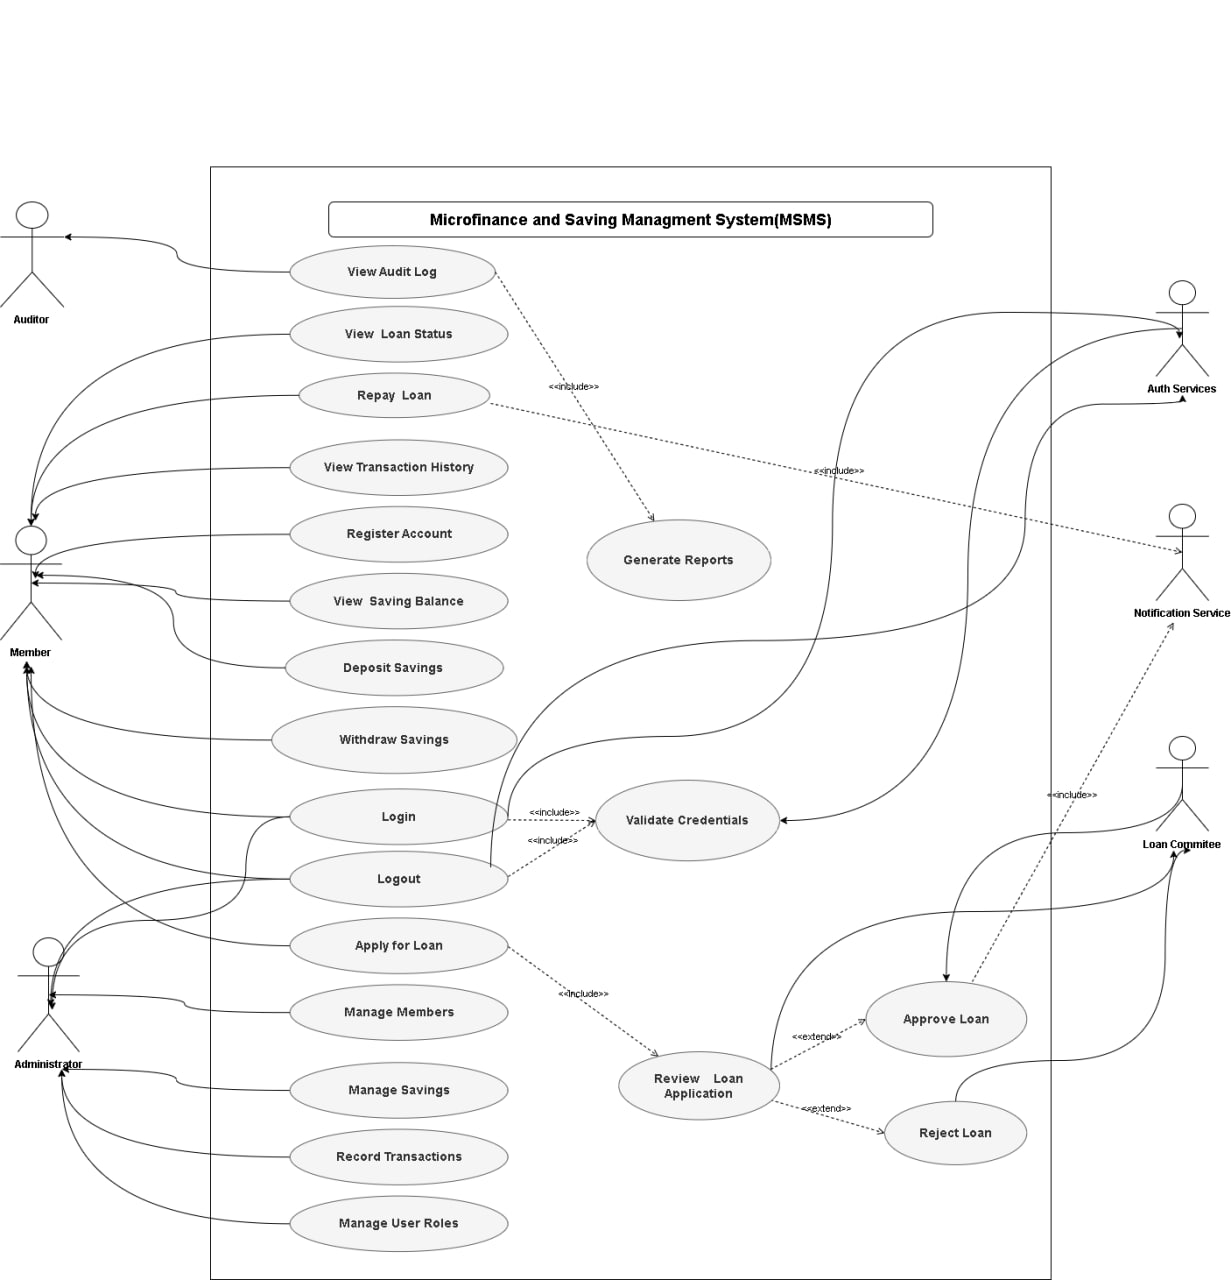 Microfinance and Saving Managment System(MSMS)
View Audit Log
Auditor
View Loan Status
<<include>>
Auth Services
Repay Loan
View Transaction History
<<include>>
Register Account
Generate Reports
View Saving Balance
Notification Service
Member
Deposit Savings
Withdraw Savings
<<include>>
Login
<<include>>
Validate Credentials
<<include>>
Loan Commitee
Logout
Apply for Loan
<<include>>
Manage Members
Approve Loan
<<extend>>
Administrator
Review Loan
Application
Manage Savings
<<extend>>
Reject Loan
Record Transactions
Manage User Roles